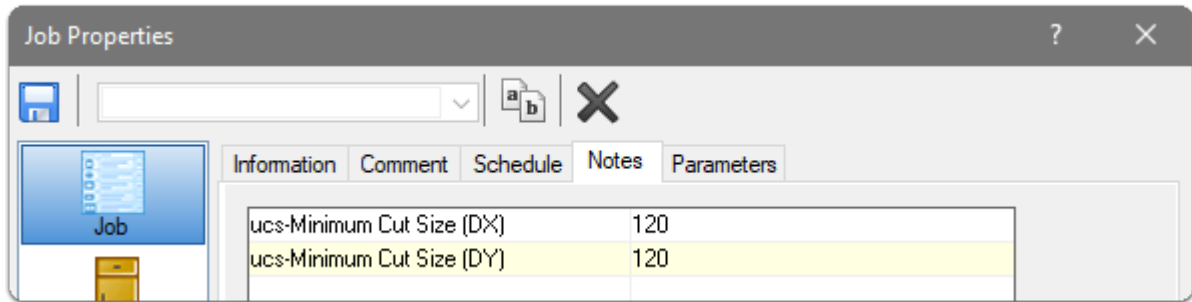 Job Properties ?
a b
Information Comment Schedule Notes Parameters
Job
ucs-Minimum Cut Size (DX) 120
ucs-Minimum Cut Size (DY) 120